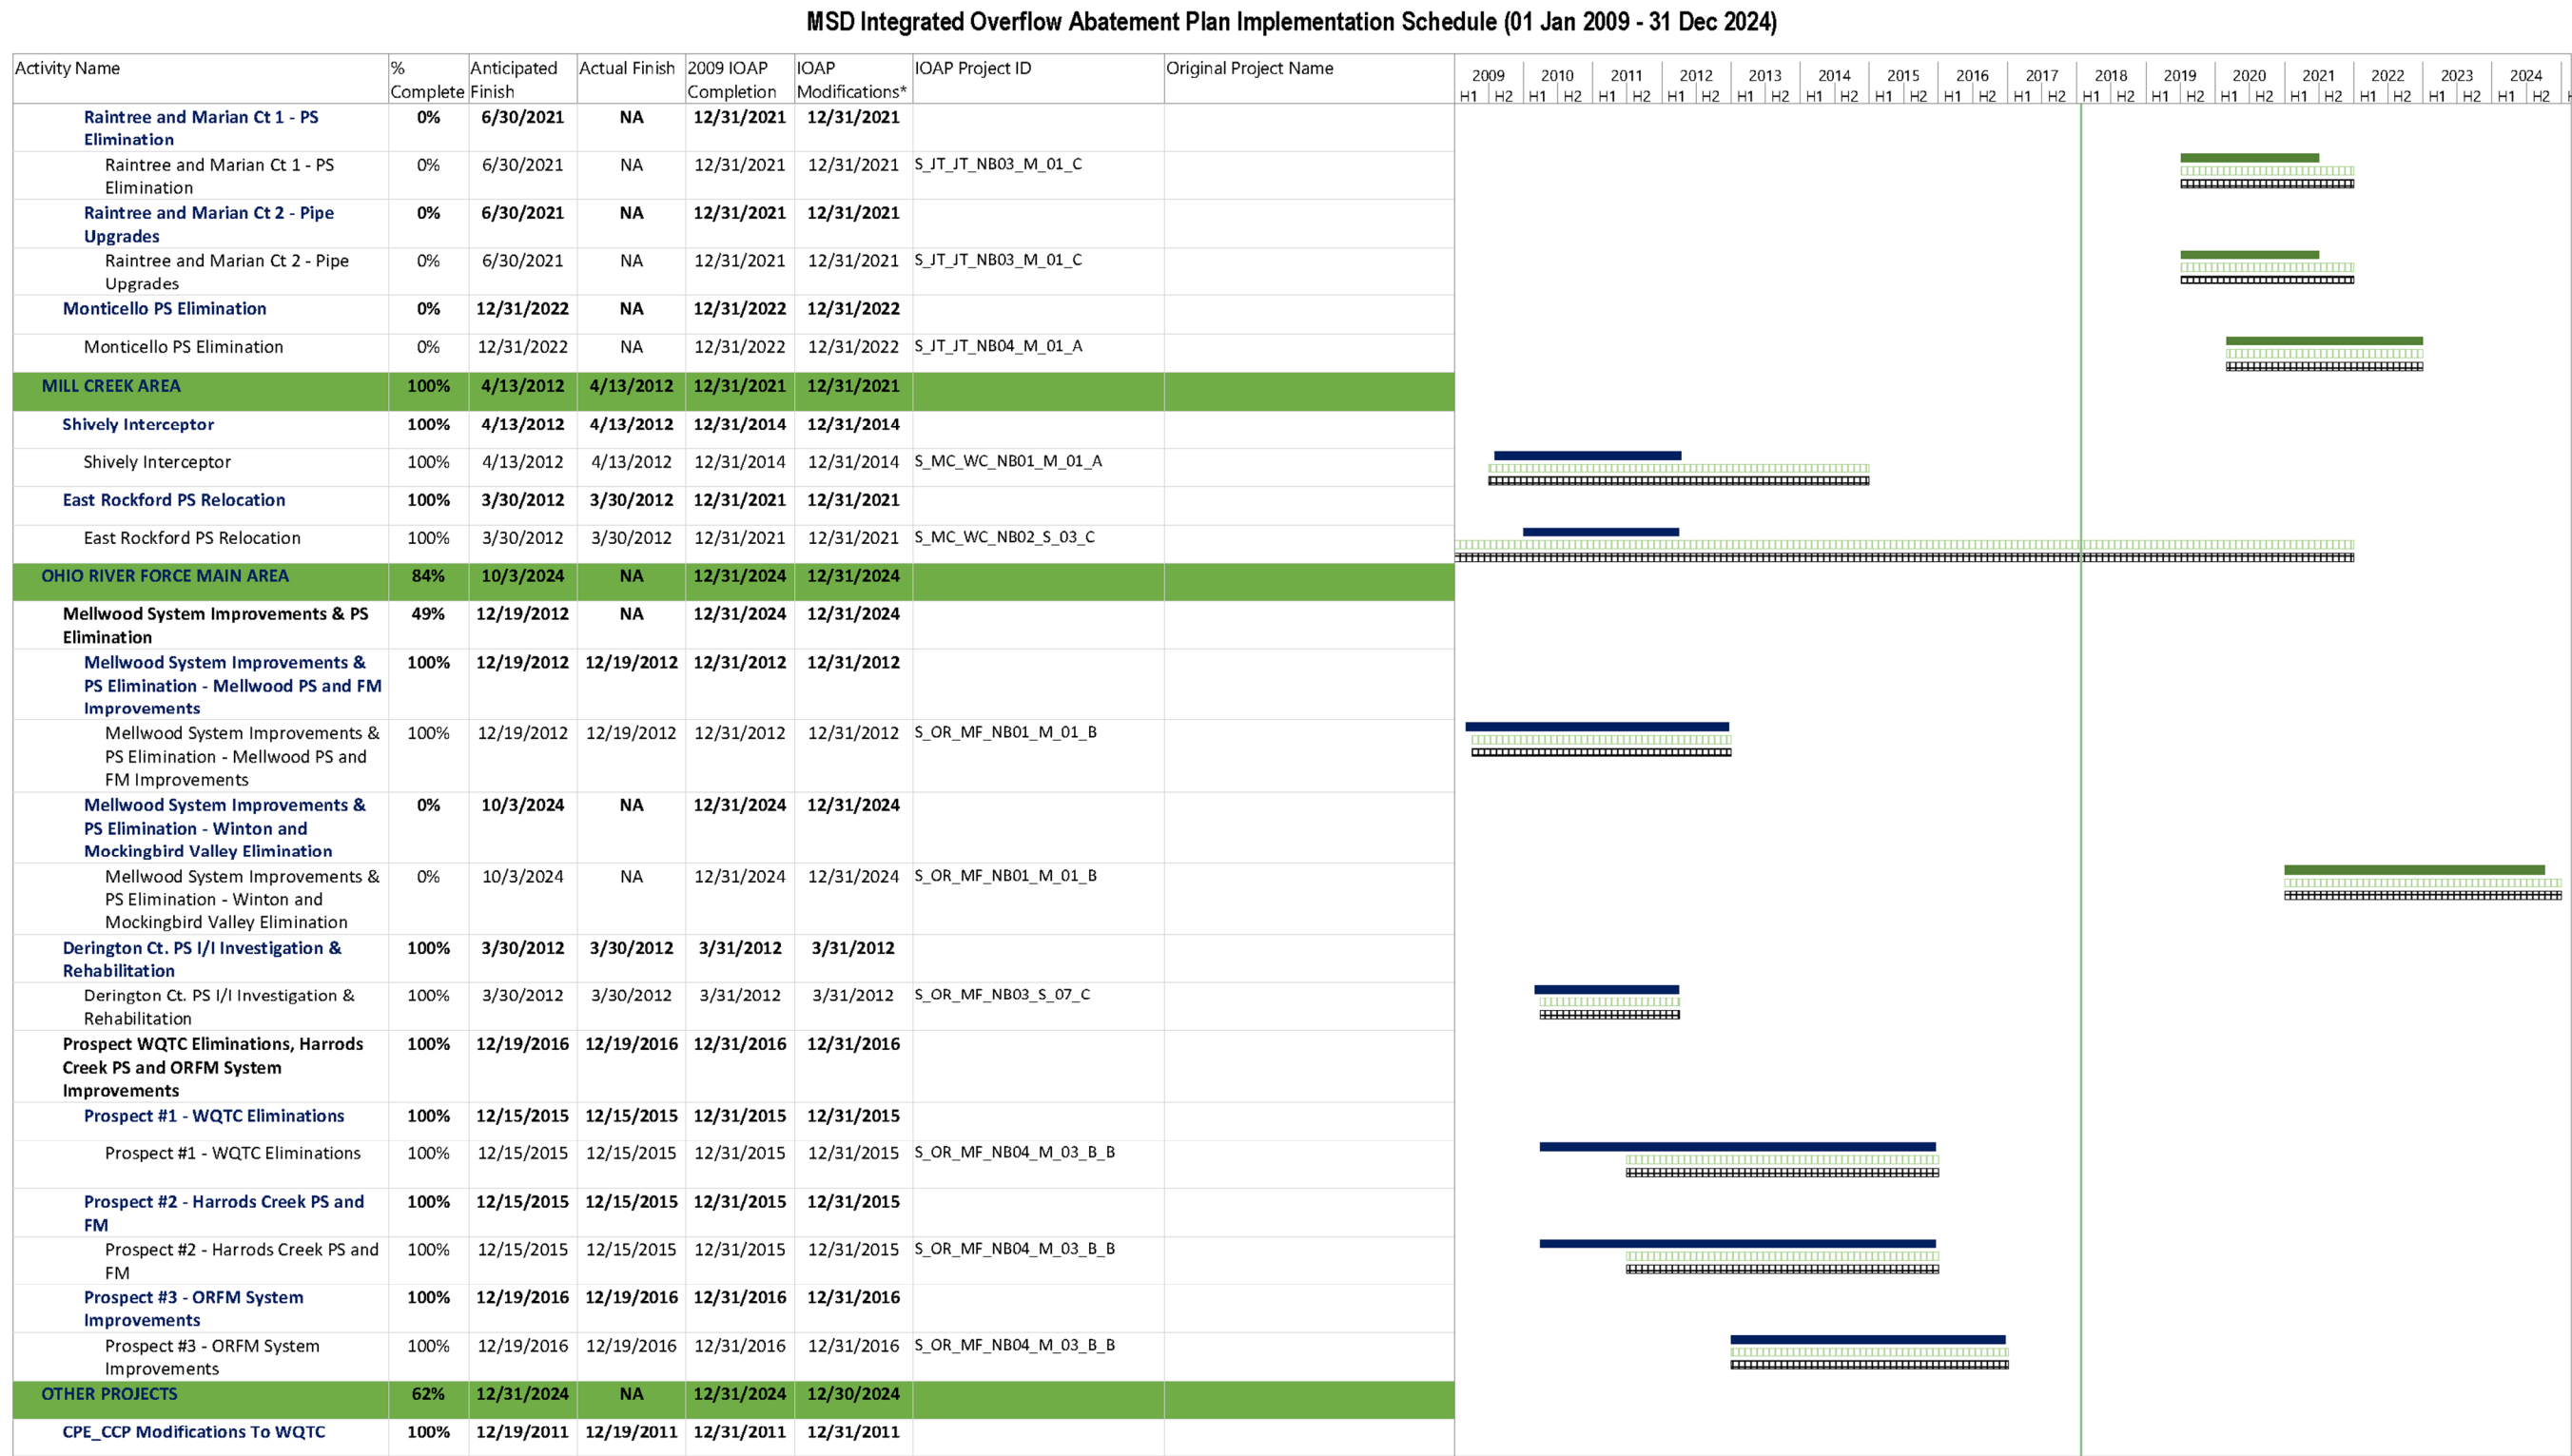 MSD Integrated Overflow Abatement Plan Implementation Schedule (01 Jan 2009 - 31 Dec 2024)
Activity Name % Anticipated Actual Finish 2009 IOAP IOAP IOAP Project ID Original Project Name
Complete Finish Completion Modifications*
2009 2010 2011 2012 2013 2014 2015 2016 2017 2018 2019 2020 2021 2022 2023 2024
H1 H2 H1 H2 H1 H2 H1 H2 H1 H2 H1 H2 H1 H2 H1 H2 H1 H2 H1 H2 H1 H2 H1 H2 H1 H2 H1 H2 H1 H2 H1 H2
Raintree and Marian Ct 1 - PS 0% 6/30/2021 NA 12/31/2021 12/31/2021
Elimination
Raintree and Marian Ct 1 - PS 0% 6/30/2021 NA 12/31/2021 12/31/2021 S_JT_JT_NB03_M_01_C
Elimination
Raintree and Marian Ct 2 - Pipe 0% 6/30/2021 NA 12/31/2021 12/31/2021
Upgrades
Raintree and Marian Ct 2 - Pipe 0% 6/30/2021 NA 12/31/2021 12/31/2021 S_JT_JT_NB03_M_01_C
Upgrades
Monticello PS Elimination 0% 12/31/2022 NA 12/31/2022 12/31/2022
Monticello PS Elimination 0% 12/31/2022 NA 12/31/2022 12/31/2022 S_JT_JT_NB04_M_01_A
MILL CREEK AREA 100% 4/13/2012 4/13/2012 12/31/2021 12/31/2021
Shively Interceptor 100% 4/13/2012 4/13/2012 12/31/2014 12/31/2014
Shively Interceptor 100% 4/13/2012 4/13/2012 12/31/2014 12/31/2014 S_MC_WC_NB01_M_01_A
East Rockford PS Relocation 100% 3/30/2012 3/30/2012 12/31/2021 12/31/2021
East Rockford PS Relocation 100% 3/30/2012 3/30/2012 12/31/2021 12/31/2021 S_MC_WC_NB02_S_03_C
OHIO RIVER FORCE MAIN AREA 84% 10/3/2024 NA 12/31/2024 12/31/2024
Mellwood System Improvements & PS 49% 12/19/2012 NA 12/31/2024 12/31/2024
Elimination
Mellwood System Improvements & 100% 12/19/2012 12/19/2012 12/31/2012 12/31/2012
PS Elimination - Mellwood PS and FM
Improvements
Mellwood System Improvements & 100% 12/19/2012 12/19/2012 12/31/2012 12/31/2012 S_OR_MF_NB01_M_01_B
PS Elimination - Mellwood PS and
FM Improvements
Mellwood System Improvements & 0% 10/3/2024 NA 12/31/2024 12/31/2024
PS Elimination - Winton and
Mockingbird Valley Elimination
Mellwood System Improvements & 0% 10/3/2024 NA 12/31/2024 12/31/2024 S_OR_MF_NB01_M_01_B
PS Elimination - Winton and
Mockingbird Valley Elimination
Derington Ct. PS I/I Investigation & 100% 3/30/2012 3/30/2012 3/31/2012 3/31/2012
Rehabilitation
Derington Ct. PS I/I Investigation & 100% 3/30/2012 3/30/2012 3/31/2012 3/31/2012 S_OR_MF_NB03_S_07_C
Rehabilitation
Prospect WQTC Eliminations, Harrods 100% 12/19/2016 12/19/2016 12/31/2016 12/31/2016
Creek PS and ORFM System
Improvements
Prospect #1 - WQTC Eliminations 100% 12/15/2015 12/15/2015 12/31/2015 12/31/2015
Prospect #1 - WQTC Eliminations 100% 12/15/2015 12/15/2015 12/31/2015 12/31/2015 S_OR_MF_NB04_M_03_B_B
Prospect #2 - Harrods Creek PS and 100% 12/15/2015 12/15/2015 12/31/2015 12/31/2015
FM
Prospect #2 - Harrods Creek PS and 100% 12/15/2015 12/15/2015 12/31/2015 12/31/2015 S_OR_MF_NB04_M_03_B_B
FM
Prospect #3 - ORFM System 100% 12/19/2016 12/19/2016 12/31/2016 12/31/2016
Improvements
Prospect #3 - ORFM System 100% 12/19/2016 12/19/2016 12/31/2016 12/31/2016 S_OR_MF_NB04_M_03_B_B
Improvements
OTHER PROJECTS 62% 12/31/2024 NA 12/31/2024 12/30/2024
CPE_CCP Modifications To WQTC 100% 12/19/2011 12/19/2011 12/31/2011 12/31/2011